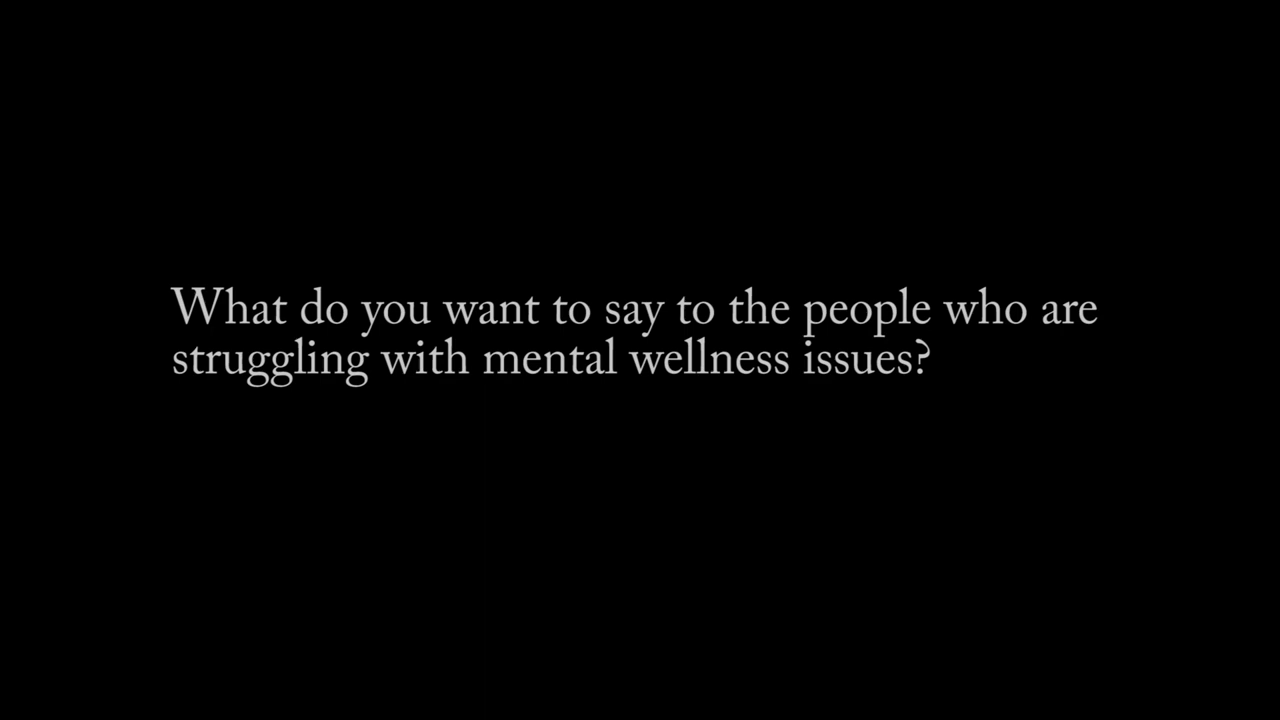 What do you want to say to the people who are
struggling with mental wellness issues?